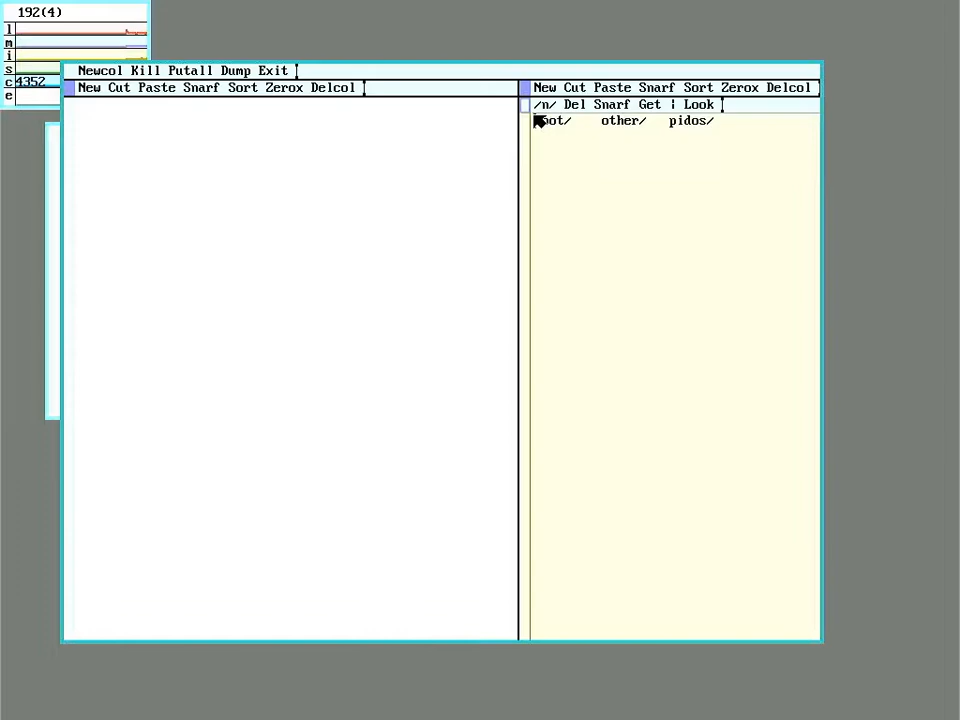 192(4)
l
m
i
s
c 4352
e
Newcol Kill Putall Dump Exit
New Cut Paste Snarf Sort Zerox Delcol
New Cut Paste Snarf Sort Zerox Delcol
/n/ Del Snarf Get | Look
other/ pidos/